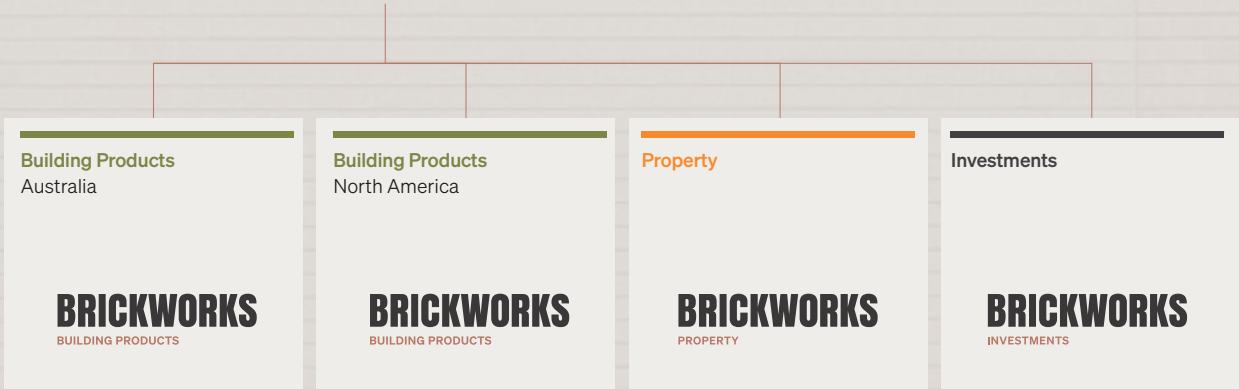 Building Products
Australia
BRICKWORKS
BUILDING PRODUCTS
Building Products
North America
BRICKWORKS
BUILDING PRODUCTS
Property
BRICKWORKS
PROPERTY
Investments
BRICKWORKS
INVESTMENTS